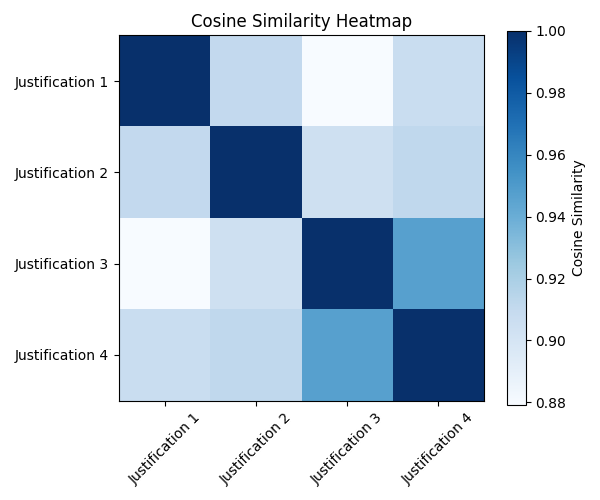 Cosine Similarity Heatmap
Justification 1
Justification 2
Justification 3
Justification 4
Justification 1
Justification 2
Justification 3
Justification 4
1.00
0.98
0.96
0.94
0.92
0.90
0.88
Cosine Similarity